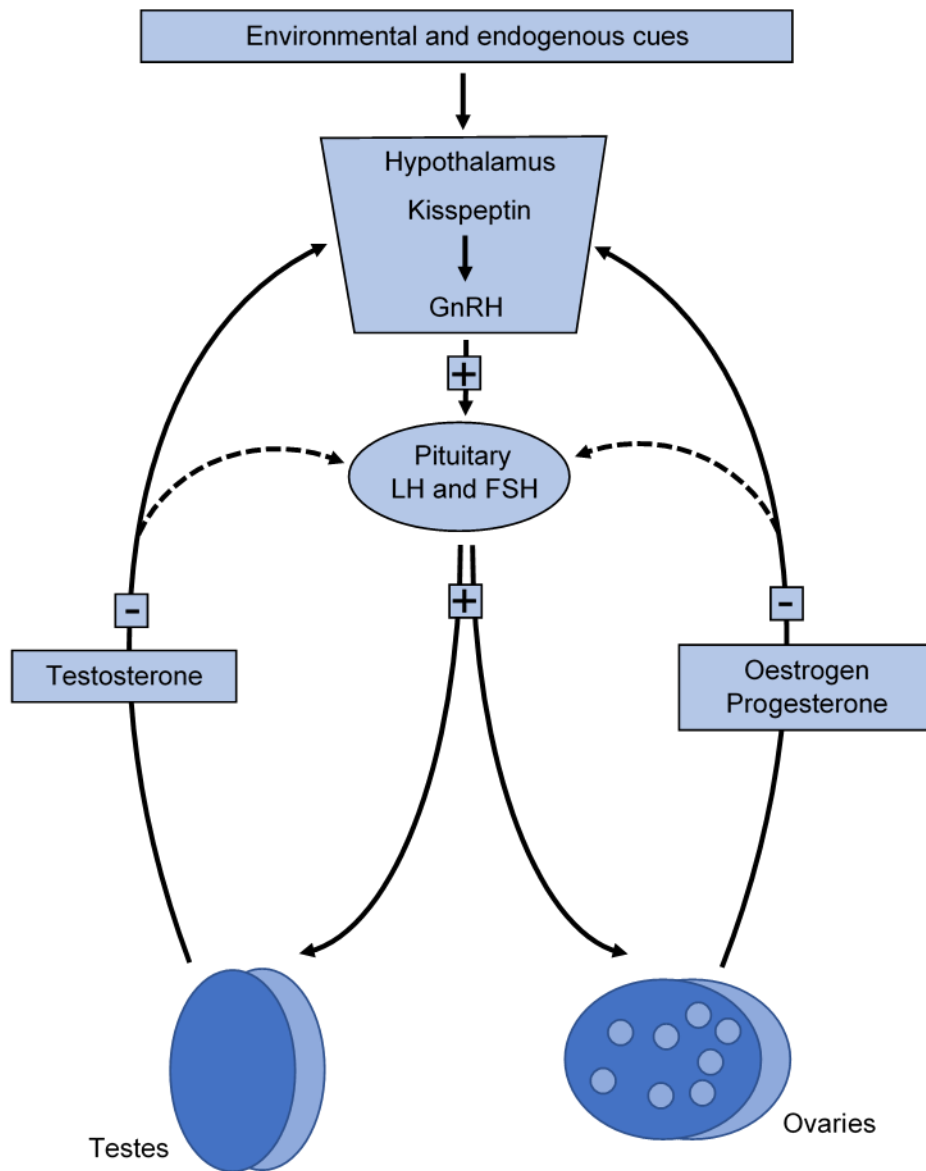 Environmental and endogenous cues
Hypothalamus
Kisspeptin
GnRH
+
Pituitary
LH and FSH
-
+
-
Testosterone
Oestrogen
Progesterone
Testes
Ovaries